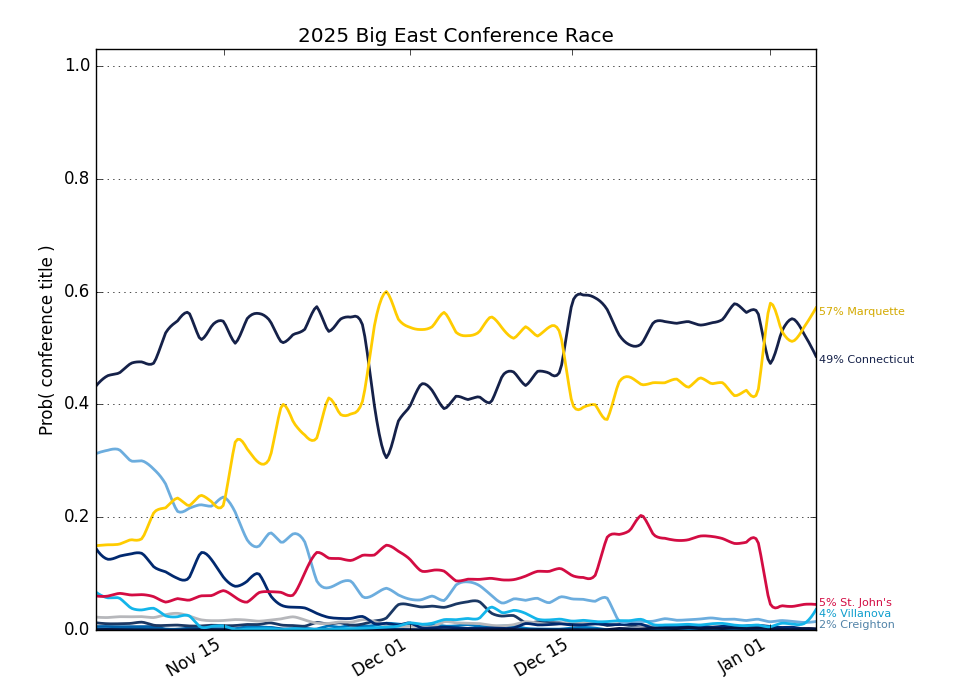 2025 Big East Conference Race
Prob( conference title )
1.0
0.8
0.6
0.4
0.2
0.0
Nov 15
Dec 01
Dec 15
Jan 01
57% Marquette
49% Connecticut
5% St. John's
4% Villanova
2% Creighton